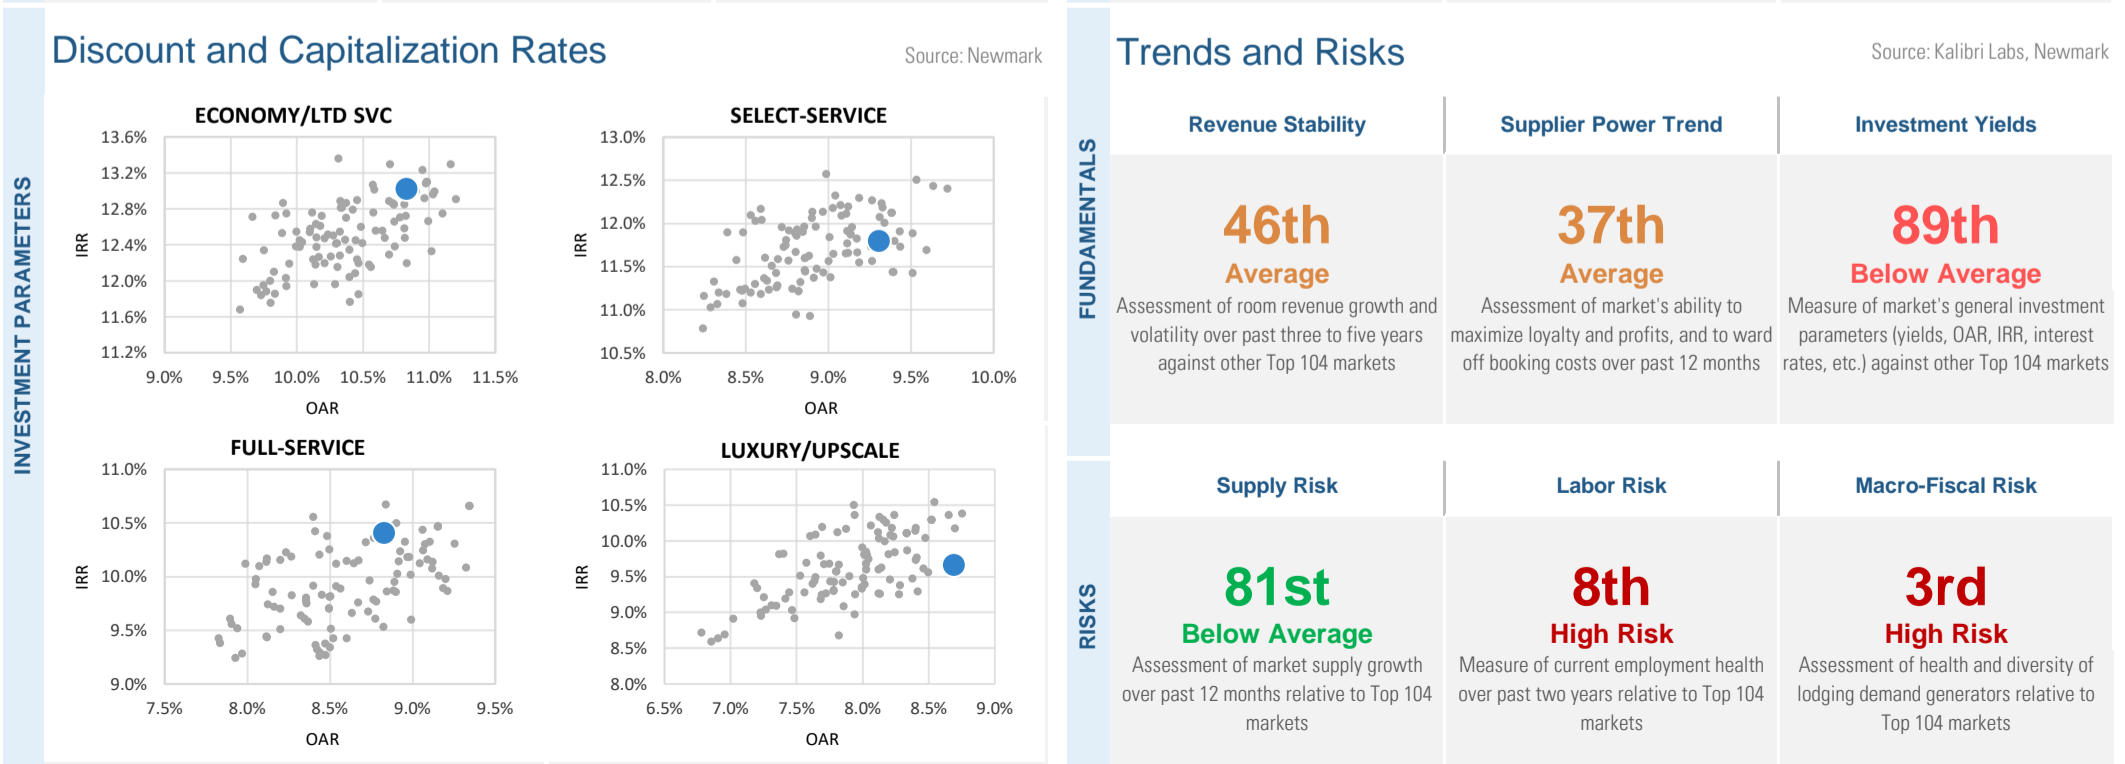 Discount and Capitalization Rates
Source: Newmark
INVESTMENT PARAMETERS
ECONOMY/LTD SVC
13.6%
13.2%
12.8%
12.4%
12.0%
11.6%
11.2%
IRR
9.0% 9.5% 10.0% 10.5% 11.0% 11.5%
OAR
SELECT-SERVICE
13.0%
12.5%
12.0%
11.5%
11.0%
10.5%
IRR
8.0% 8.5% 9.0% 9.5% 10.0%
OAR
FULL-SERVICE
11.0%
10.5%
10.0%
9.5%
9.0%
IRR
7.5% 8.0% 8.5% 9.0% 9.5%
OAR
LUXURY/UPSCALE
11.0%
10.5%
10.0%
9.5%
9.0%
8.5%
8.0%
IRR
6.5% 7.0% 7.5% 8.0% 8.5% 9.0%
OAR
Trends and Risks
Source: Kalibri Labs, Newmark
FUNDAMENTALS
Revenue Stability
46th
Average
Assessment of room revenue growth and
volatility over past three to five years
against other Top 104 markets
Supplier Power Trend
37th
Average
Assessment of market's ability to
maximize loyalty and profits, and to ward
off booking costs over past 12 months
Investment Yields
89th
Below Average
Measure of market's general investment
parameters (yields, OAR, IRR, interest
rates, etc.) against other Top 104 markets
RISKS
Supply Risk
81st
Below Average
Assessment of market supply growth
over past 12 months relative to Top 104
markets
Labor Risk
8th
High Risk
Measure of current employment health
over past two years relative to Top 104
markets
Macro-Fiscal Risk
3rd
High Risk
Assessment of health and diversity of
lodging demand generators relative to
Top 104 markets